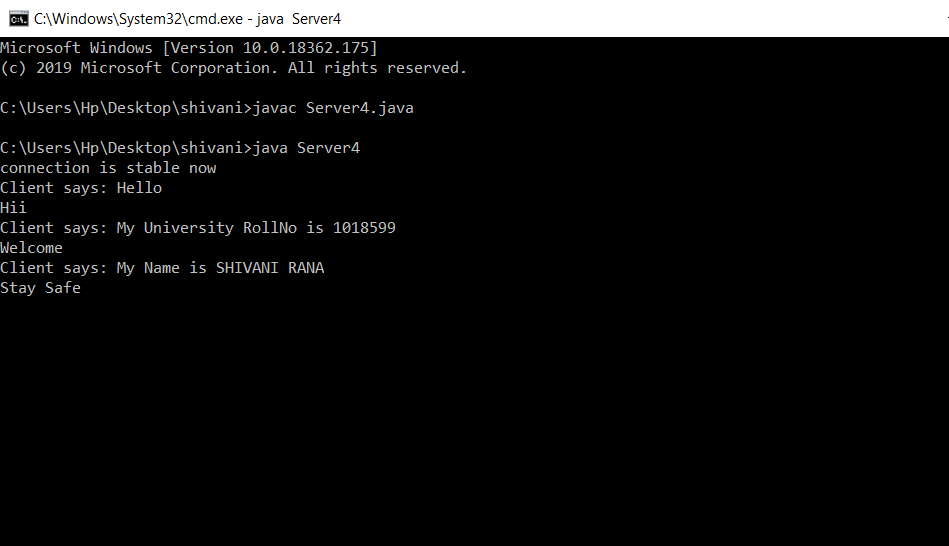 C:\Windows\System32\cmd.exe - java  Server4
Microsoft Windows [Version 10.0.18362.175]
(c) 2019 Microsoft Corporation. All rights reserved.
C:\Users\Hp\Desktop\shivani>javac Server4.java
C:\Users\Hp\Desktop\shivani>java Server4
connection is stable now
Client says: Hello
Hii
Client says: My University RollNo is 1018599
Welcome
Client says: My Name is SHIVANI RANA
Stay Safe